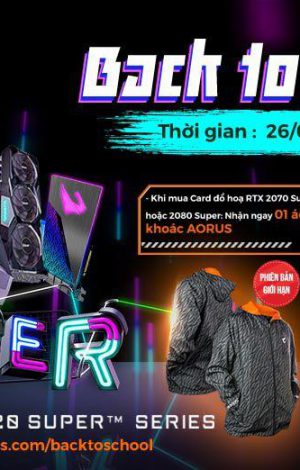 Back to
Thời gian : 26/0
- Khi mua Card đồ hoạ RTX 2070 Su
hoặc 2080 Super: Nhận ngay 01 á
khoác AORUS
PHIÊN BẢN
GIỚI HẠN
ER
20 SUPER™ SERIES
s.com/backtoschool